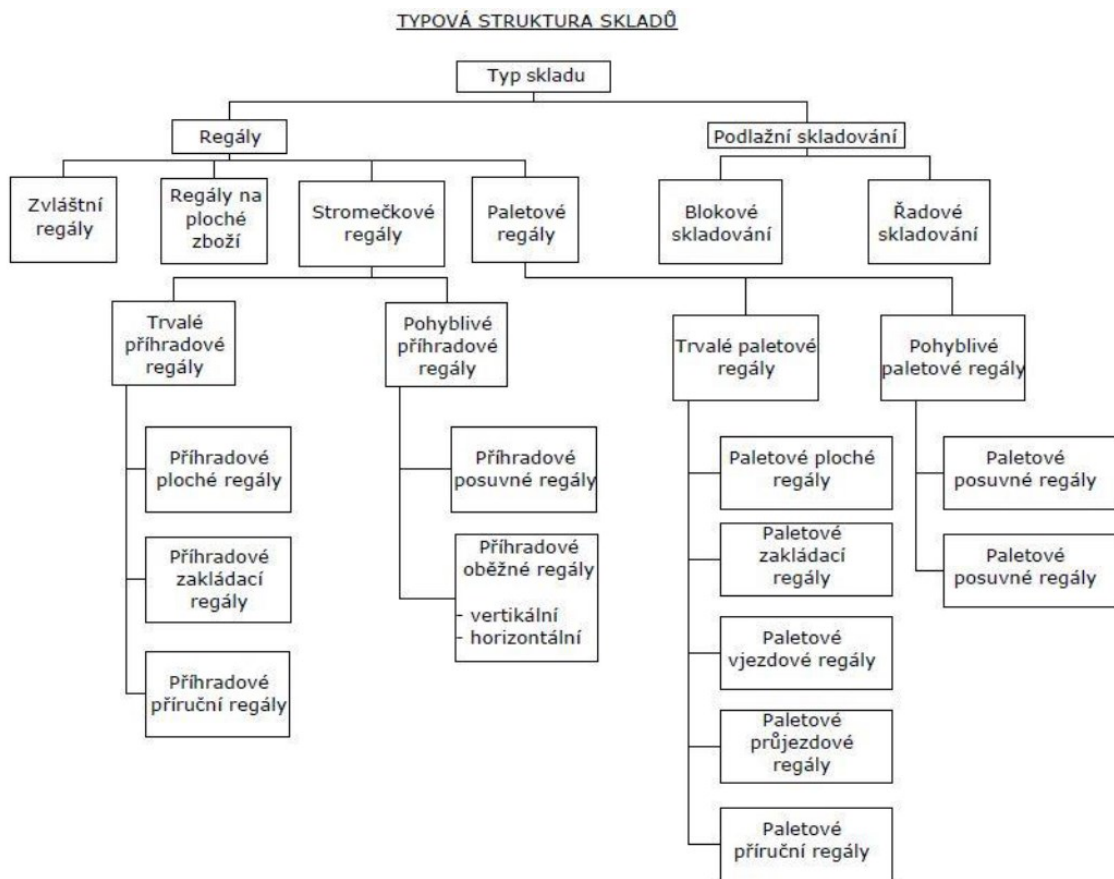 TYPOVÁ STRUKTURA SKLADŮ
Typ skladu
Regály
Podlažní skladování
Zvláštní
regály
Regály na
ploché
zboží
Stromečkové
regály
Paletové
regály
Blokové
skladování
Řadové
skladování
Trvalé
příhradové
regály
Pohyblivé
příhradové
regály
Trvalé paletové
regály
Pohyblivé
paletové regály
Příhradové
ploché regály
Příhradové
zakládací
regály
Příhradové
příruční regály
Příhradové
posuvné regály
Příhradové
oběžné regály
- vertikální
- horizontální
Paletové ploché
regály
Paletové
zakládací
regály
Paletové
vjezdové regály
Paletové
průjezdové
regály
Paletové
příruční regály
Paletové
posuvné regály
Paletové
posuvné regály